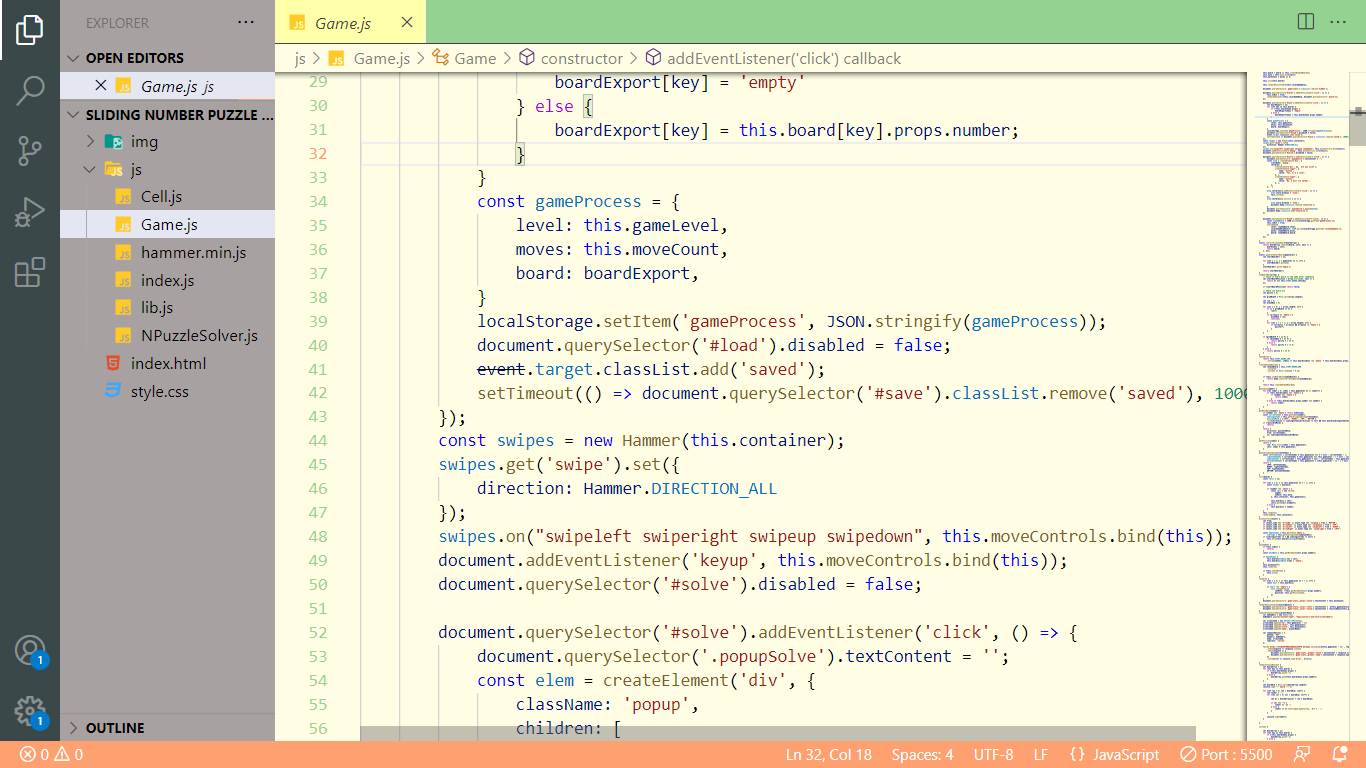 EXPLORER
OPEN EDITORS
Game.js js
SLIDING NUMBER PUZZLE ...
img
js
Cell.js
Game.js
hammer.min.js
index.js
lib.js
NPuzzleSolver.js
index.html
style.css
OUTLINE
1
1
Game.js
js > Game.js > Game > constructor > addEventListener('click') callback
29 boardExport[key] = 'empty'
30 } else {
31 boardExport[key] = this.board[key].props.number;
32 }
33 }
34 const gameProcess = {
35 level: this.gameLevel,
36 moves: this.moveCount,
37 board: boardExport,
38 }
39 localStorage.setItem('gameProcess', JSON.stringify(gameProcess));
40 document.querySelector('#load').disabled = false;
41 event.target.classList.add('saved');
42 setTimeout(() => document.querySelector('#save').classList.remove('saved'), 1000
43 });
44 const swipes = new Hammer(this.container);
45 swipes.get('swipe').set({
46 direction: Hammer.DIRECTION_ALL
47 });
48 swipes.on("swipeleft swiperight swipeup swipedown", this.moveControls.bind(this));
49 document.addEventListener('keyup', this.moveControls.bind(this));
50 document.querySelector('#solve').disabled = false;
51
52 document.querySelector('#solve').addEventListener('click', () => {
53 document.querySelector('.popupSolve').textContent = '';
54 const elem = createElement('div', {
55 className: 'popup',
56 children: [
0 0 Ln 32, Col 18 Spaces: 4 UTF-8 LF {} JavaScript Port : 5500